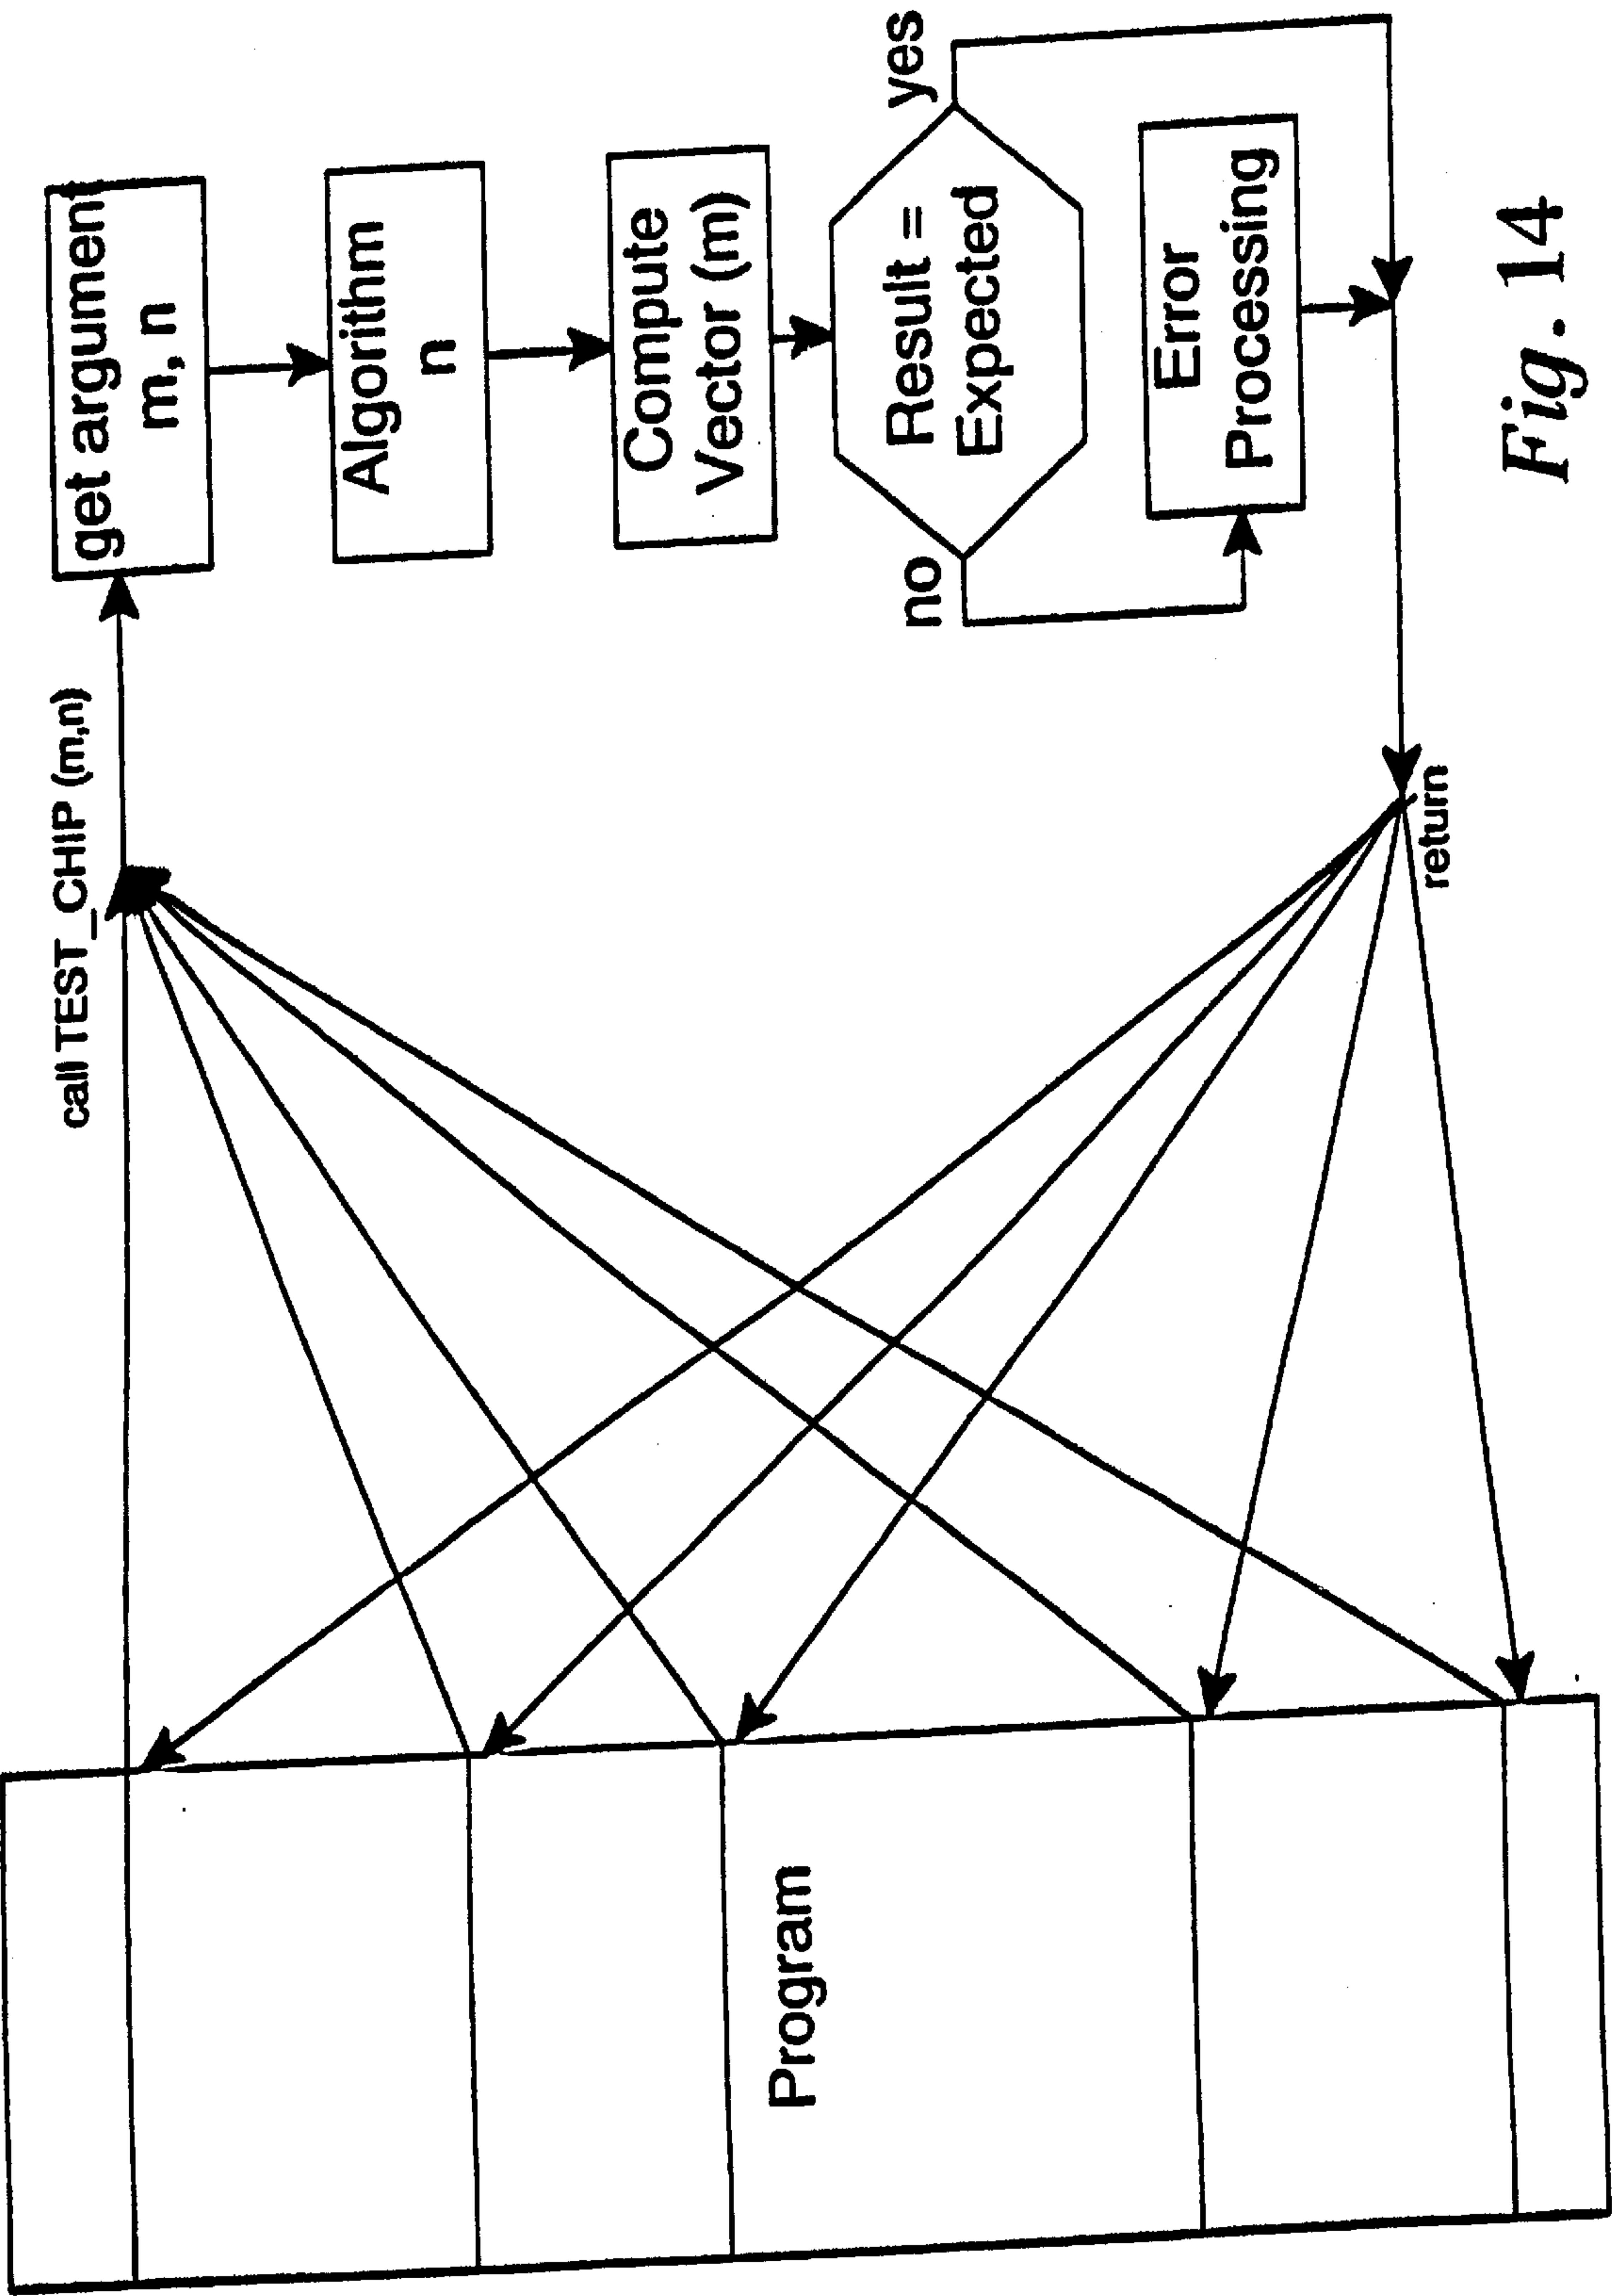 call TEST_CHIP (m,n)
get argument
m, n
Algorithm
n
Compute
Vector (m)
Result =
Expected
no
yes
Error
Processing
return
Program
Fig. 14